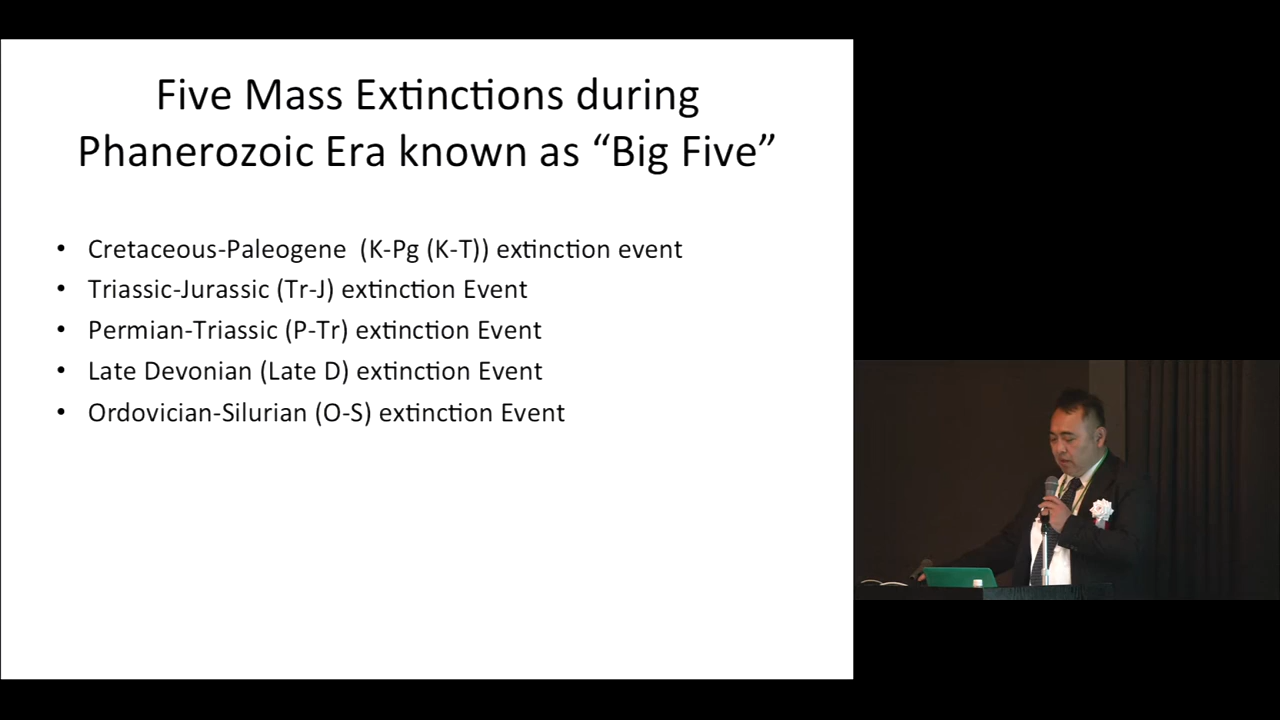 Five Mass Extinctions during
Phanerozoic Era known as “Big Five”
• Cretaceous-Paleogene (K-Pg (K-T)) extinction event
• Triassic-Jurassic (Tr-J) extinction Event
• Permian-Triassic (P-Tr) extinction Event
• Late Devonian (Late D) extinction Event
• Ordovician-Silurian (O-S) extinction Event